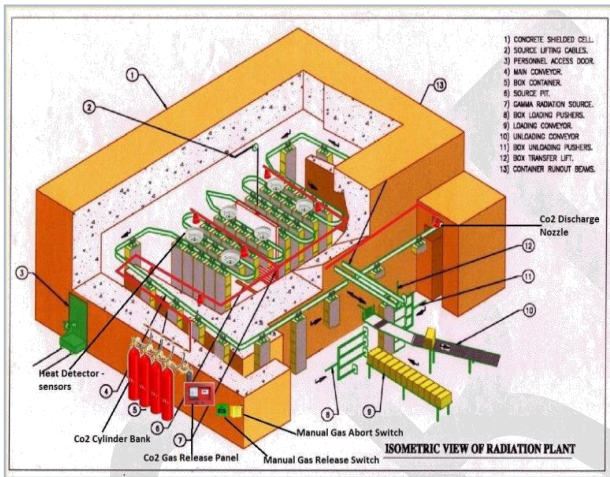 1) CONCRETE SHIELDED CELL.
2) SOURCE LIFTING CABLES.
3) PERSONNEL ACCESS DOOR.
4) MAIN CONVEYOR.
5) BOX CONTAINER.
6) SOURCE PIT.
7) GAMMA RADIATION SOURCE.
8) BOX LOADING PUSHERS.
9) LOADING CONVEYOR.
10) UNLOADING CONVEYOR
11) BOX UNLOADING PUSHERS.
12) BOX TRANSFER LIFT.
13) CONTAINER RUNOUT BEAMS.
1
13
2
Co2 Discharge
Nozzle
12
3
11
10
Heat Detector -
sensors
4
5
6
7
8
9
Co2 Cylinder Bank
Manual Gas Abort Switch
Co2 Gas Release Panel
Manual Gas Release Switch
ISOMETRIC VIEW OF RADIATION PLANT